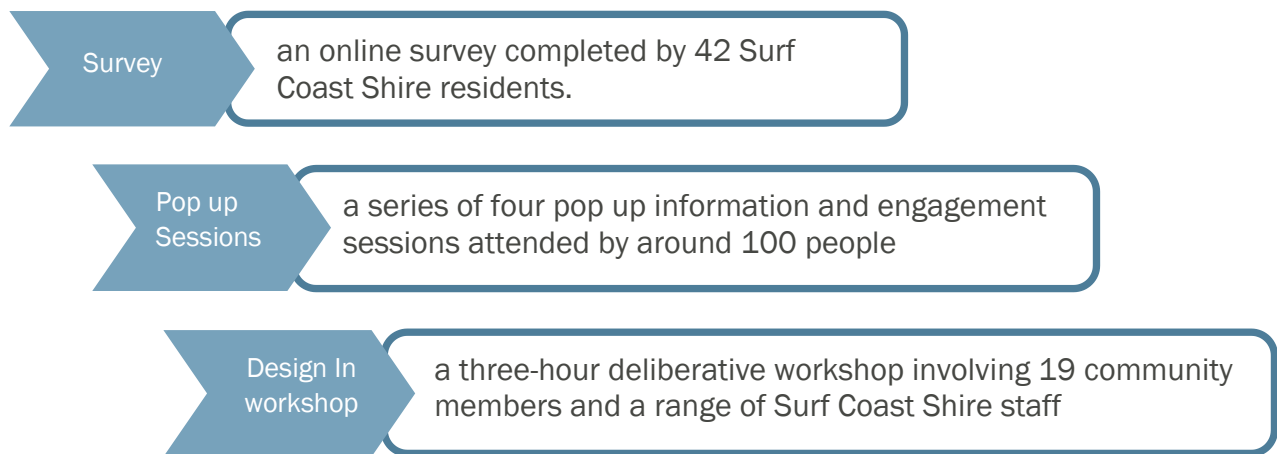 Survey
an online survey completed by 42 Surf
Coast Shire residents.
Pop up
Sessions
a series of four pop up information and engagement
sessions attended by around 100 people
Design In
workshop
a three-hour deliberative workshop involving 19 community
members and a range of Surf Coast Shire staff